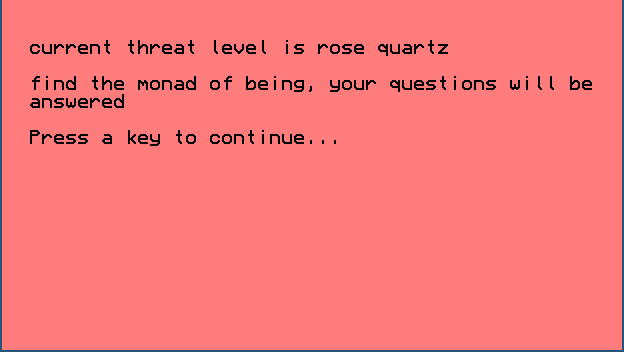 current threat level is rose quartz
find the monad of being, your questions will be
answered
Press a key to continue...